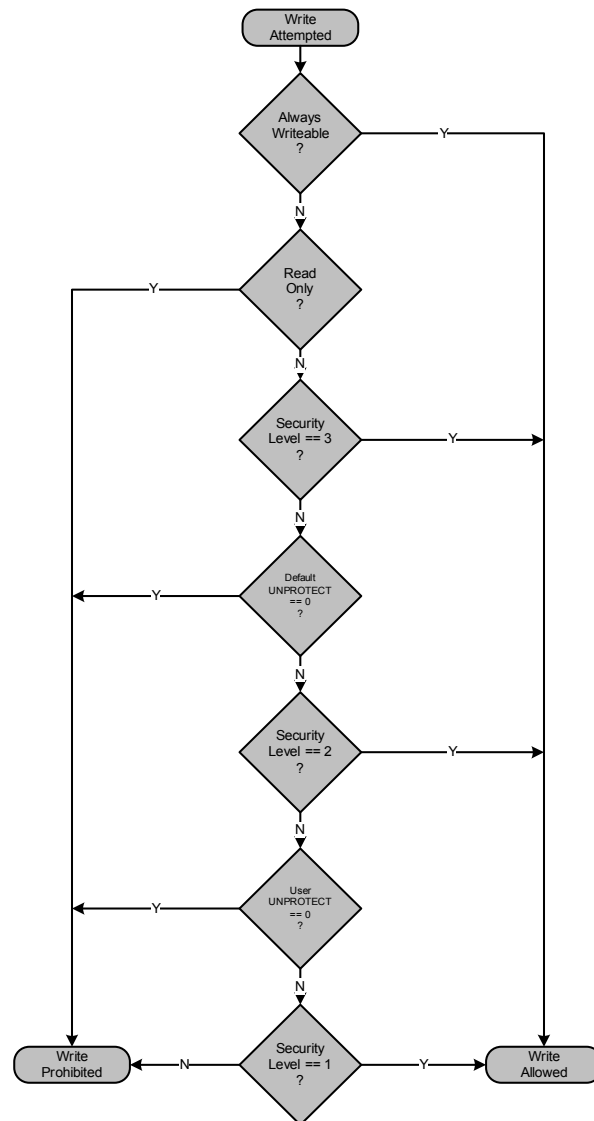 Write
Attempted
Always
Writeable
?
Y
N
Read
Only
?
Y
N
Security
Level == 3
?
Y
N
Default
UNPROTECT
== 0
?
Y
N
Security
Level == 2
?
Y
N
User
UNPROTECT
== 0
?
Y
N
Write
Prohibited
N
Security
Level == 1
?
Y
Write
Allowed